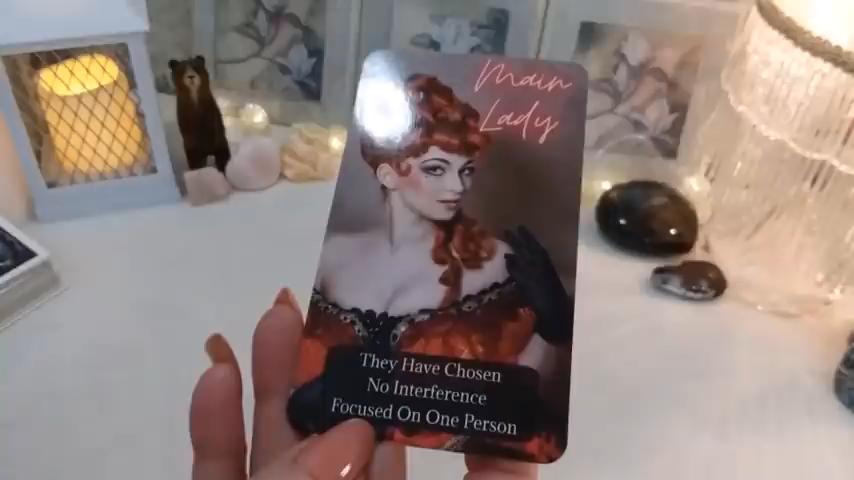 Main
Lady
They Have Chosen
No Interference
Focused On One Person